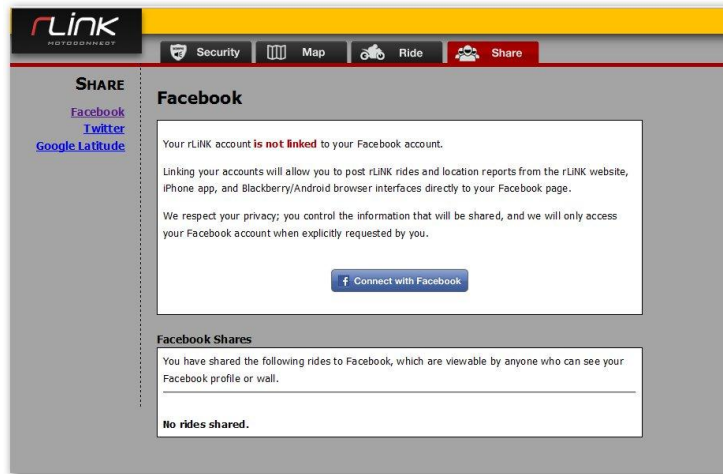 rLiNK
MOTOCONNECT
Security Map Ride Share
SHARE
Facebook
Twitter
Google Latitude
Facebook
Your rLiNK account is not linked to your Facebook account.
Linking your accounts will allow you to post rLiNK rides and location reports from the rLiNK website,
iPhone app, and Blackberry/Android browser interfaces directly to your Facebook page.
We respect your privacy; you control the information that will be shared, and we will only access
your Facebook account when explicitly requested by you.
f Connect with Facebook
Facebook Shares
You have shared the following rides to Facebook, which are viewable by anyone who can see your
Facebook profile or wall.
No rides shared.